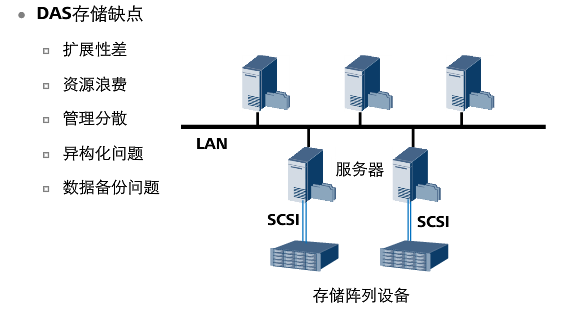 DAS存储缺点
扩展性差
资源浪费
管理分散
异构化问题
数据备份问题
LAN
服务器
SCSI
SCSI
存储阵列设备